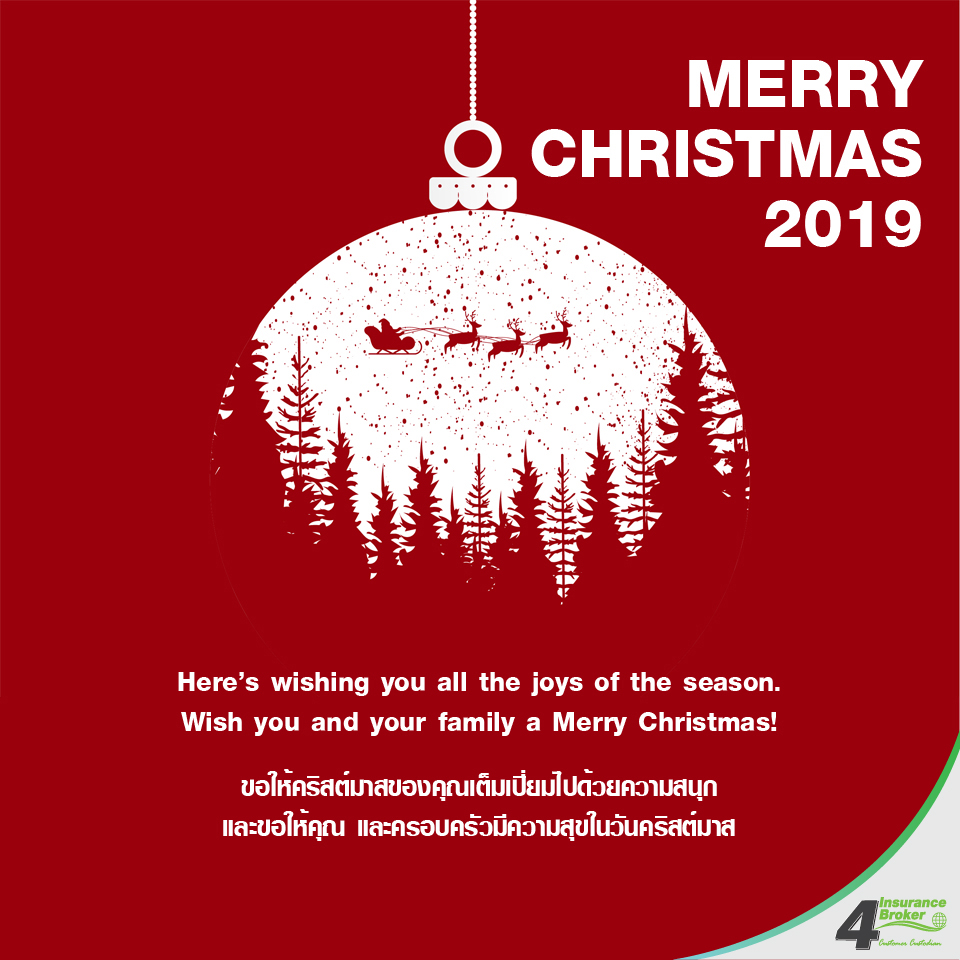 MERRY
CHRISTMAS
2019
Here's wishing you all the joys of the season.
Wish you and your family a Merry Christmas!
ขอให้คริสต์มาสของคุณเต็มเปี่ยมไปด้วยความสนุก
และขอให้คุณ และครอบครัวมีความสุขในวันคริสต์มาส
4 Insurance
Broker
Customer Custodian